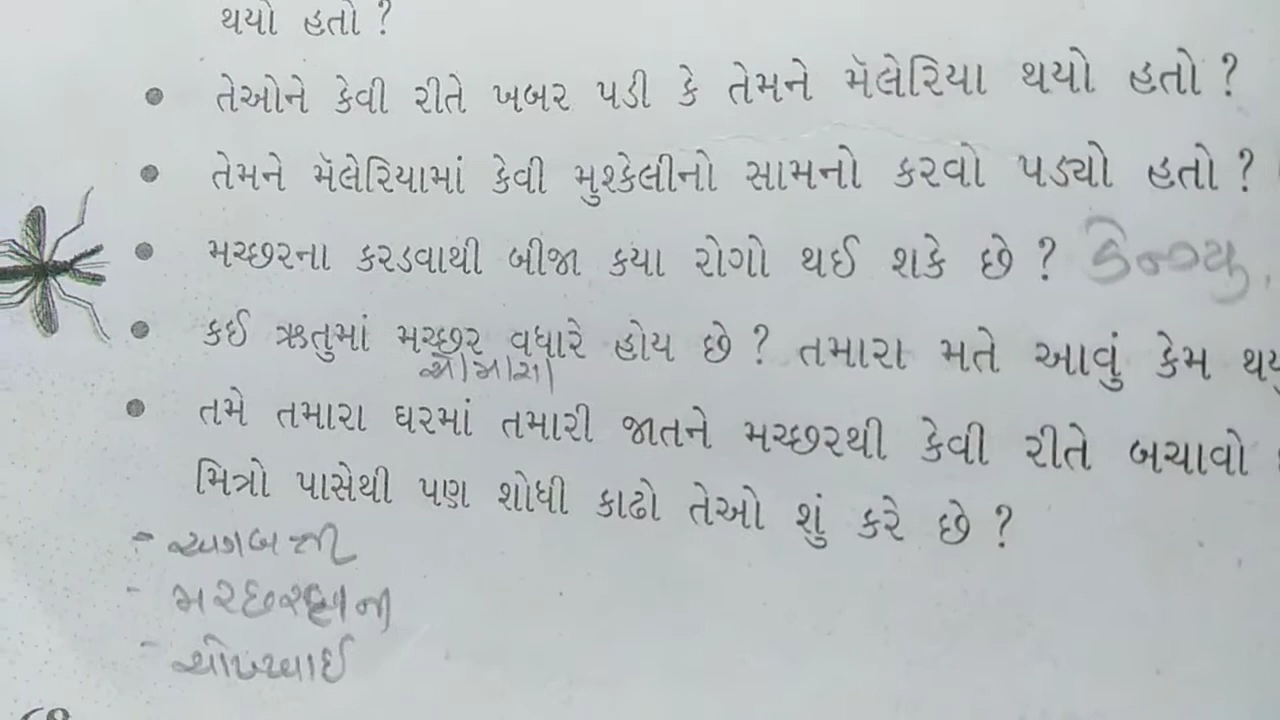 થયો હતો ?
• તેઓને કેવી રીતે ખબર પડી કે તેમને મૅલેરિયા થયો હતો ?
• તેમને મૅલેરિયામાં કેવી મુશ્કેલીનો સામનો કરવો પડ્યો હતો ?
• મચ્છરના કરડવાથી બીજા કયા રોગો થઈ શકે છે ? ડેન્ગ્યુ.
• કઈ ઋતુમાં મચ્છર વધારે હોય છે ? તમારા મતે આવું કેમ થયુ
ચોમાસા
• તમે તમારા ઘરમાં તમારી જાતને મચ્છરથી કેવી રીતે બચાવો
મિત્રો પાસેથી પણ શોધી કાઢો તેઓ શું કરે છે ?
- અગબત્તી
- મચ્છરદાની
- ચોખ્ખાઈ